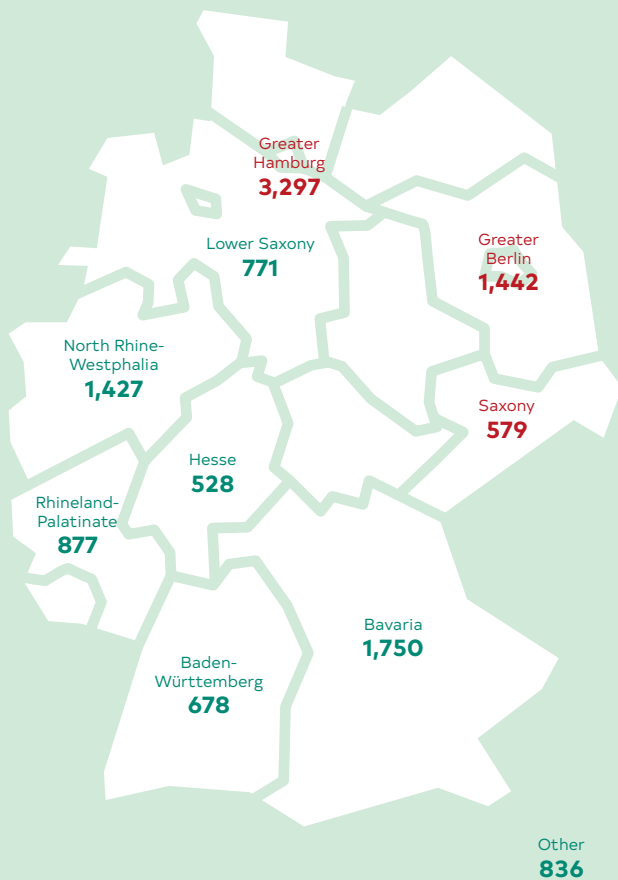 Greater
Hamburg
3,297
Lower Saxony
771
Greater
Berlin
1,442
North Rhine-
Westphalia
1,427
Saxony
579
Hesse
528
Rhineland-
Palatinate
877
Bavaria
1,750
Baden-
Württemberg
678
Other
836